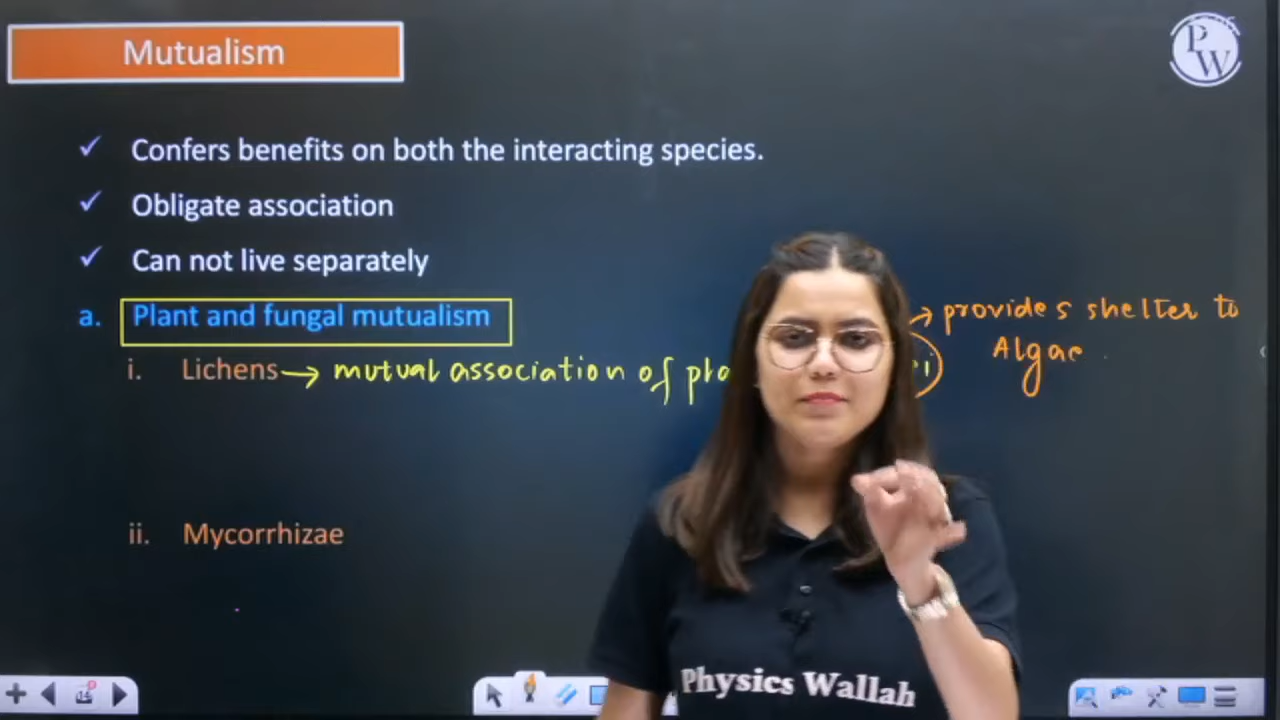 Mutualism
PW
✓ Confers benefits on both the interacting species.
✓ Obligate association
✓ Can not live separately
a. Plant and fungal mutualism
→ provides shelter to
Algae
i. Lichens → mutual association of
ii. Mycorrhizae
Physics Wallah